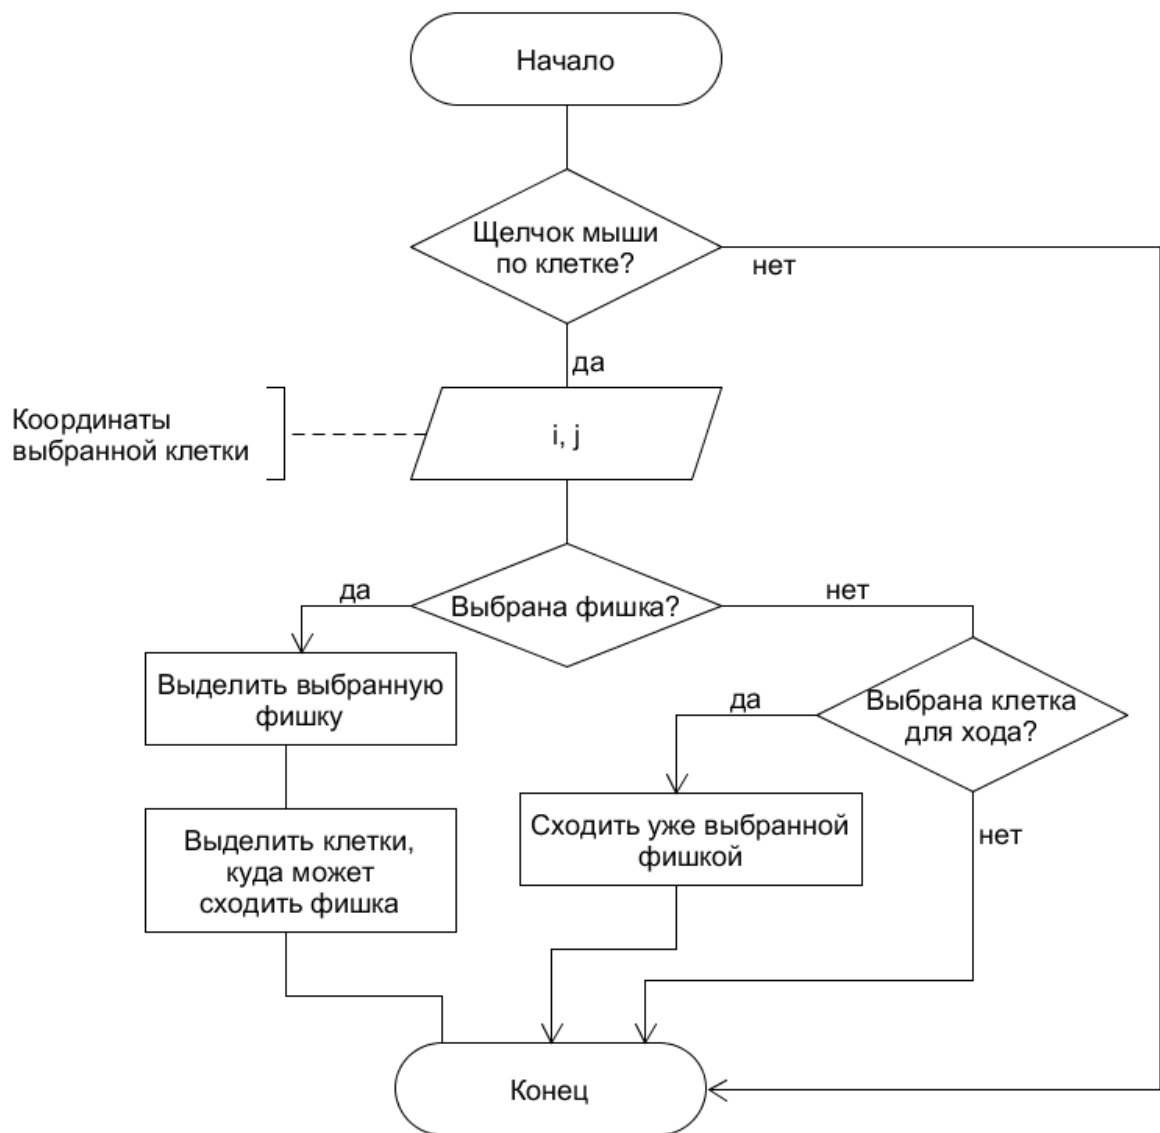 Начало
Щелчок мыши
по клетке?
нет
да
Координаты
выбранной клетки
i, j
Выбрана фишка?
да
нет
Выделить выбранную
фишку
Выбрана клетка
для хода?
да
нет
Сходить уже выбранной
фишкой
Выделить клетки,
куда может
сходить фишка
Конец